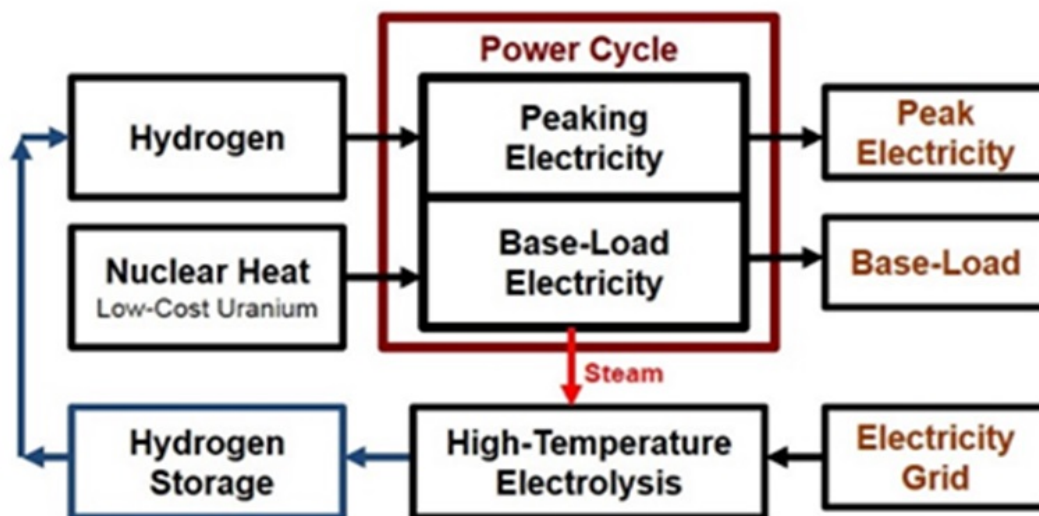 Power Cycle
Hydrogen
Peaking
Electricity
Peak
Electricity
Nuclear Heat
Low-Cost Uranium
Base-Load
Electricity
Base-Load
Steam
Hydrogen
Storage
High-Temperature
Electrolysis
Electricity
Grid